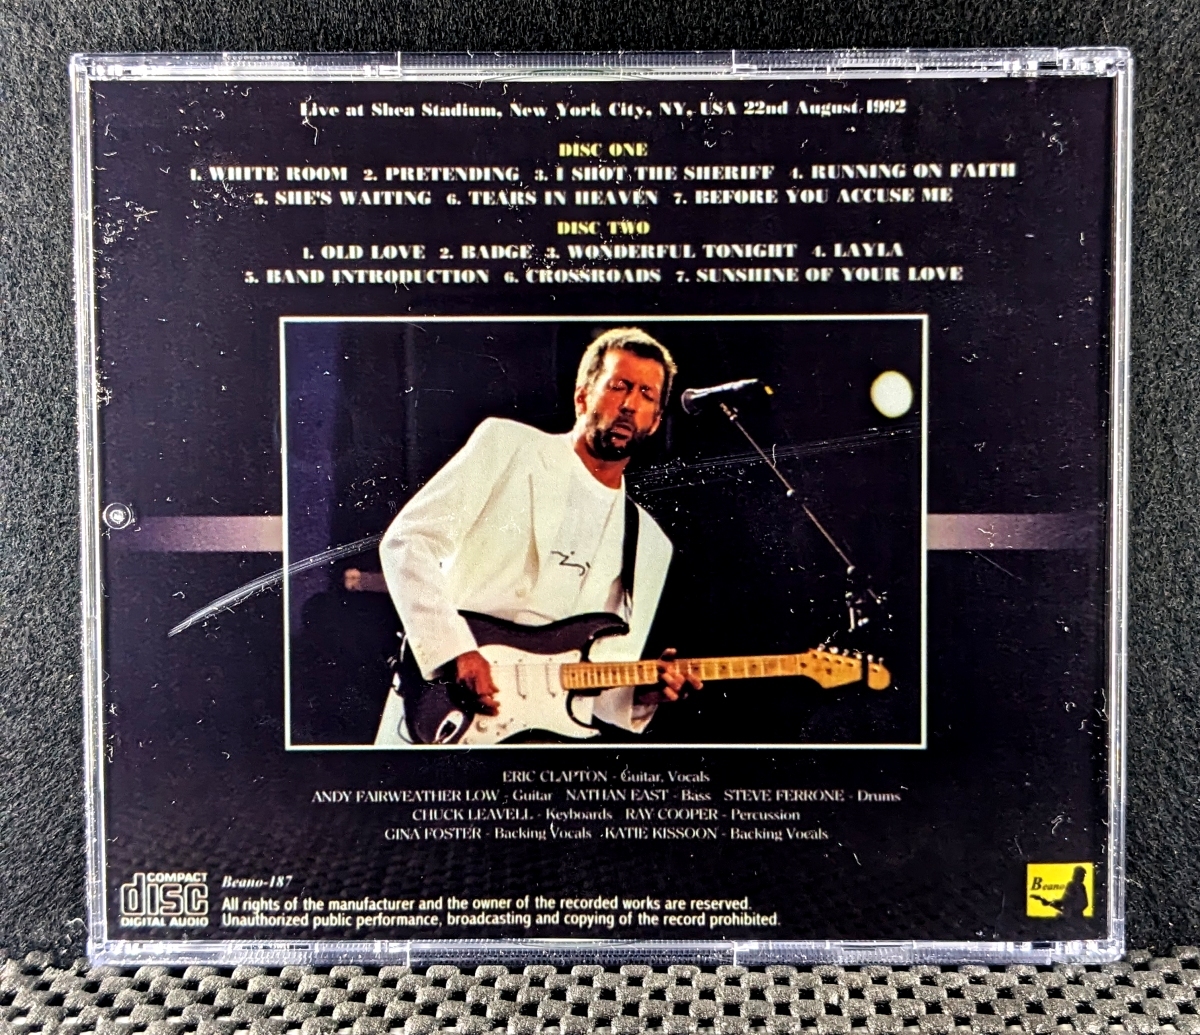 Live at Shea Stadium, New York City, NY, USA 22nd August 1992
DISC ONE
1. WHITE ROOM 2. PRETENDING 3. I SHOT THE SHERIFF 4. RUNNING ON FAITH
5. SHE'S WAITING 6. TEARS IN HEAVEN 7. BEFORE YOU ACCUSE ME
DISC TWO
1. OLD LOVE 2. BADGE 3. WONDERFUL TONIGHT 4. LAYLA
5. BAND INTRODUCTION 6. CROSSROADS 7. SUNSHINE OF YOUR LOVE
ERIC CLAPTON - Guitar, Vocals
ANDY FAIRWEATHER LOW - Guitar NATHAN EAST - Bass STEVE FERRONE - Drums
CHUCK LEAVELL - Keyboards RAY COOPER - Percussion
GINA FOSTER - Backing Vocals KATIE KISSOON - Backing Vocals
COMPACT
disc
DIGITAL AUDIO
Beano-187
All rights of the manufacturer and the owner of the recorded works are reserved.
Unauthorized public performance, broadcasting and copying of the record prohibited.
Beano